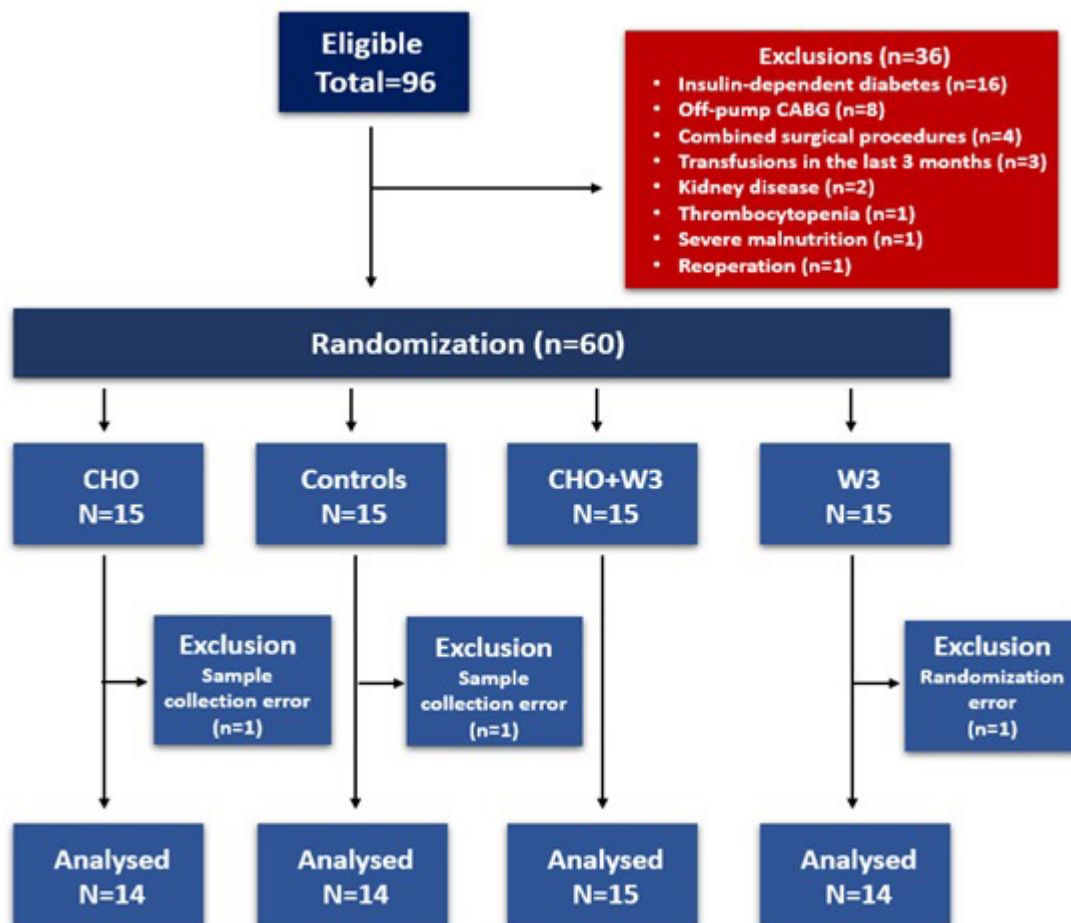 Eligible
Total=96
Exclusions (n=36)
• Insulin-dependent diabetes (n=16)
• Off-pump CABG (n=8)
• Combined surgical procedures (n=4)
• Transfusions in the last 3 months (n=3)
• Kidney disease (n=2)
• Thrombocytopenia (n=1)
• Severe malnutrition (n=1)
• Reoperation (n=1)
Randomization (n=60)
CHO
N=15
Controls
N=15
CHO+W3
N=15
W3
N=15
Exclusion
Sample
collection error
(n=1)
Exclusion
Sample
collection error
(n=1)
Exclusion
Randomization
error
(n=1)
Analysed
N=14
Analysed
N=14
Analysed
N=15
Analysed
N=14